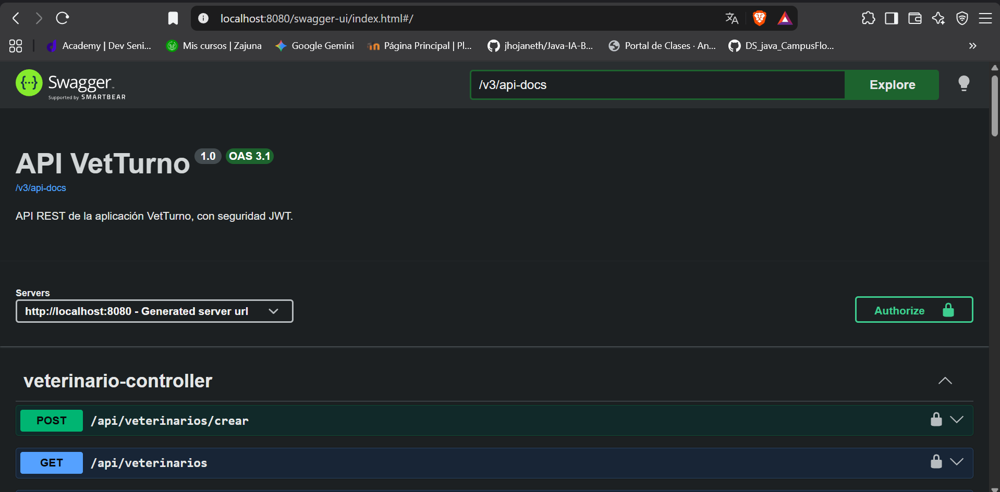 localhost:8080/swagger-ui/index.html#/
Academy | Dev Seni...
Mis cursos | Zajuna
Google Gemini
Página Principal | Pl...
jhojaneth/Java-IA-B...
Portal de Clases · An...
DS_java_CampusFlo...
Swagger
Supported by SMARTBEAR
/v3/api-docs
Explore
API VetTurno 1.0 OAS 3.1
/v3/api-docs
API REST de la aplicación VetTurno, con seguridad JWT.
Servers
http://localhost:8080 - Generated server url
Authorize
veterinario-controller
POST /api/veterinarios/crear
GET /api/veterinarios